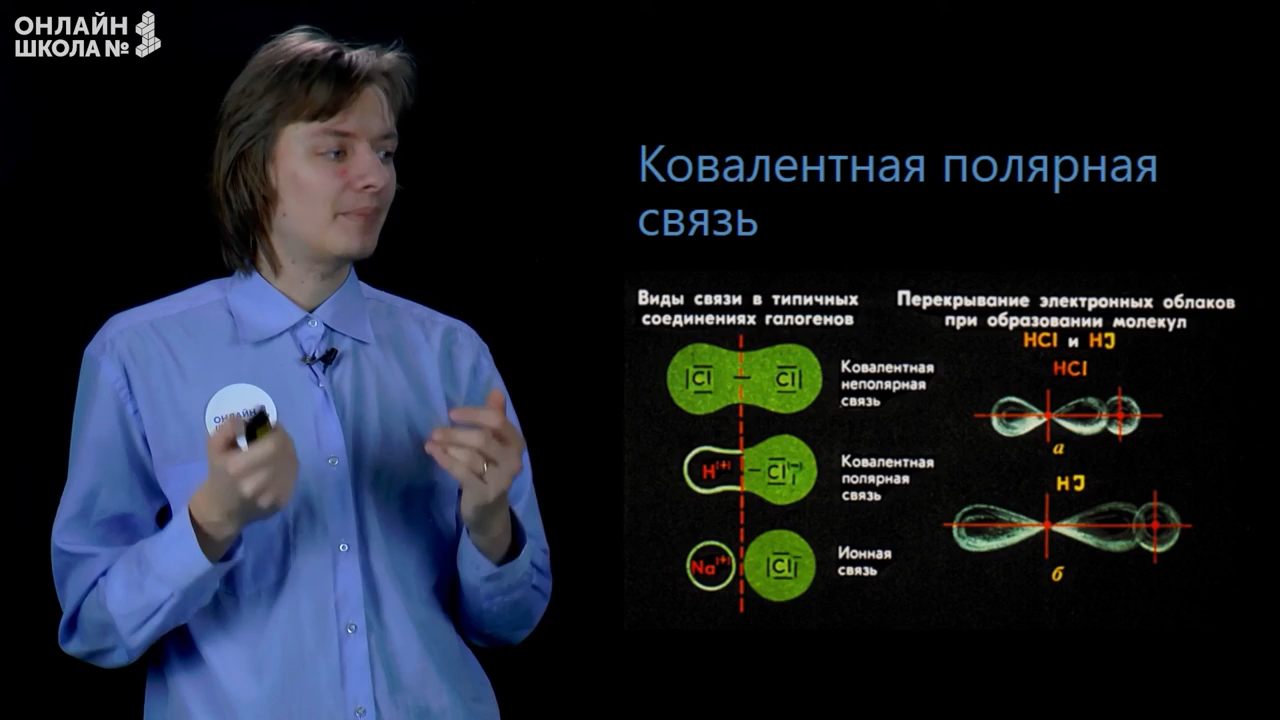 ОНЛАЙН
ШКОЛА №
ОНЛАЙН
Ковалентная полярная
связь
Виды связи в типичных
соединениях галогенов
Cl — Cl
Ковалентная
неполярная
связь
H(+) — Cl(-)
Ковалентная
полярная
связь
Na(+) Cl-
Ионная
связь
Перекрывание электронных облаков
при образовании молекул
HCl и HJ
HCl
а
HJ
б